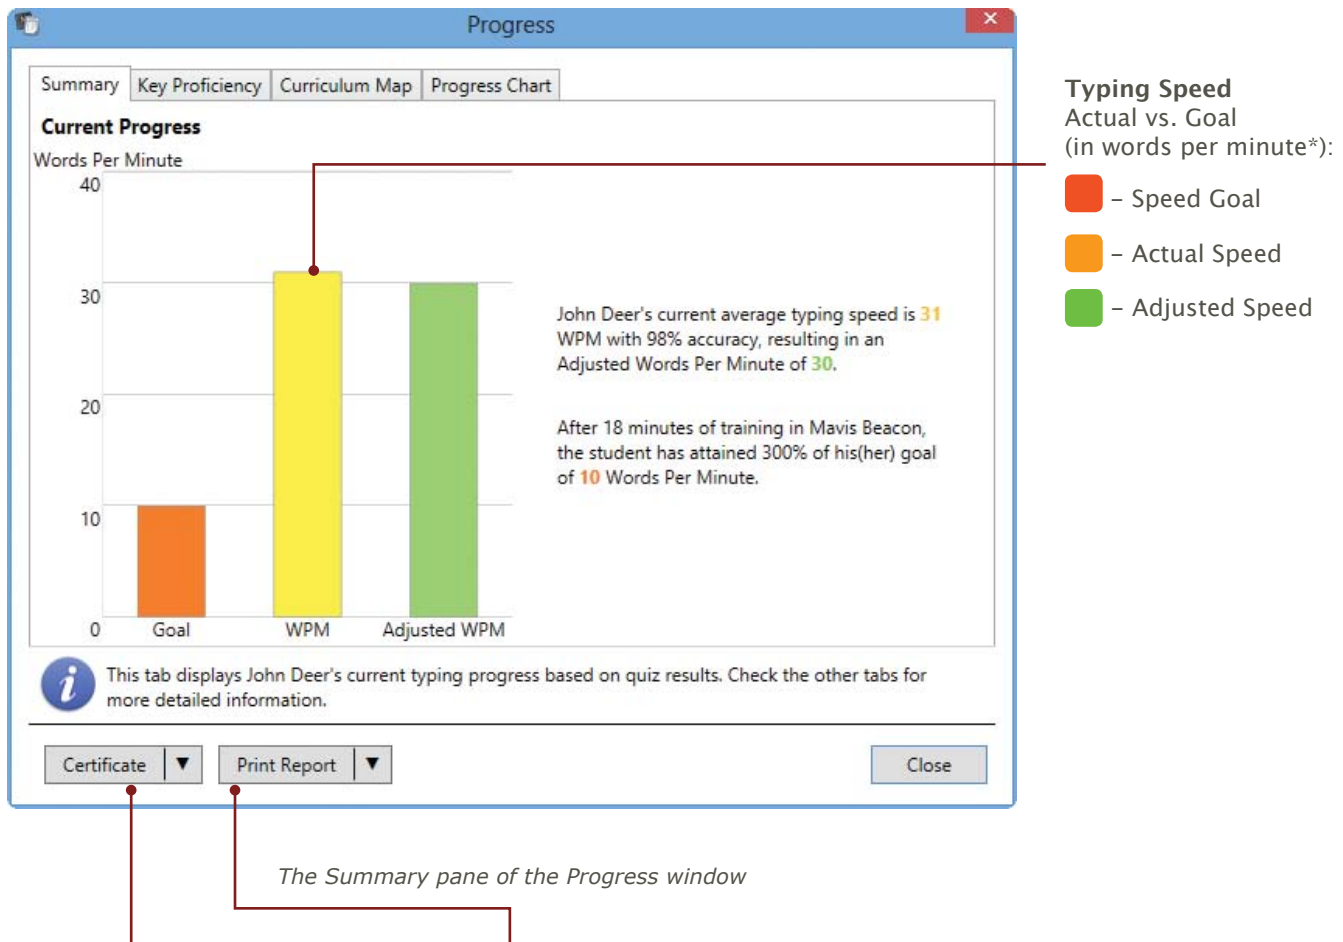 Progress
Summary
Key Proficiency
Curriculum Map
Progress Chart
Current Progress
Words Per Minute
40
30
20
10
0
Goal
WPM
Adjusted WPM
John Deer's current average typing speed is 31
WPM with 98% accuracy, resulting in an
Adjusted Words Per Minute of 30.
After 18 minutes of training in Mavis Beacon,
the student has attained 300% of his(her) goal
of 10 Words Per Minute.
This tab displays John Deer's current typing progress based on quiz results. Check the other tabs for
more detailed information.
Certificate
Print Report
Close
Typing Speed
Actual vs. Goal
(in words per minute*):
– Speed Goal
– Actual Speed
– Adjusted Speed
The Summary pane of the Progress window